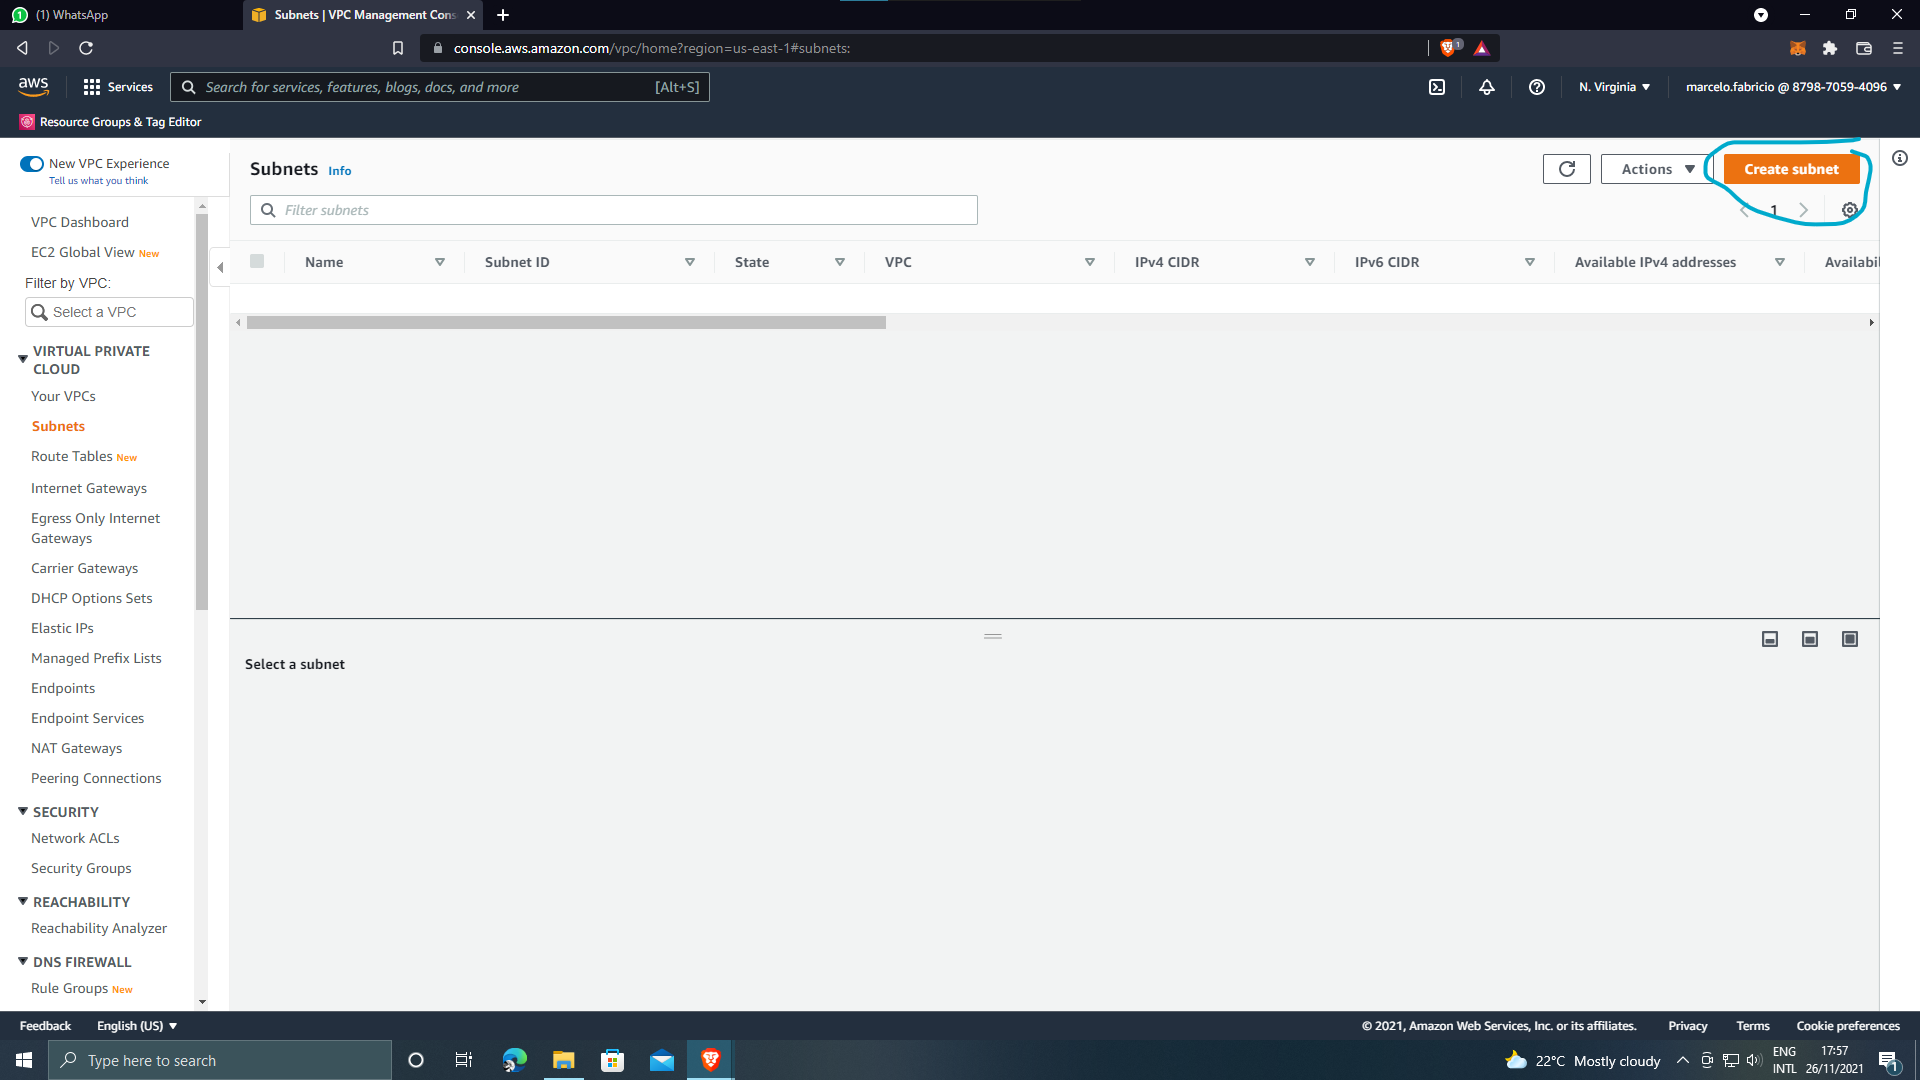 (1) WhatsApp
Subnets | VPC Management Cons
console.aws.amazon.com/vpc/home?region=us-east-1#subnets:
1
aws
Services
Search for services, features, blogs, docs, and more
[Alt+S]
N. Virginia
marcelo.fabricio @ 8798-7059-4096
Resource Groups & Tag Editor
New VPC Experience
Tell us what you think
VPC Dashboard
EC2 Global View New
Filter by VPC:
Select a VPC
VIRTUAL PRIVATE
CLOUD
Your VPCs
Subnets
Route Tables New
Internet Gateways
Egress Only Internet
Gateways
Carrier Gateways
DHCP Options Sets
Elastic IPs
Managed Prefix Lists
Endpoints
Endpoint Services
NAT Gateways
Peering Connections
SECURITY
Network ACLs
Security Groups
REACHABILITY
Reachability Analyzer
DNS FIREWALL
Rule Groups New
Subnets Info
Actions
Create subnet
Filter subnets
1
Name
Subnet ID
State
VPC
IPv4 CIDR
IPv6 CIDR
Available IPv4 addresses
Availabil
Select a subnet
Feedback
English (US)
© 2021, Amazon Web Services, Inc. or its affiliates.
Privacy
Terms
Cookie preferences
Type here to search
22°C Mostly cloudy
ENG
INTL
17:57
26/11/2021
1